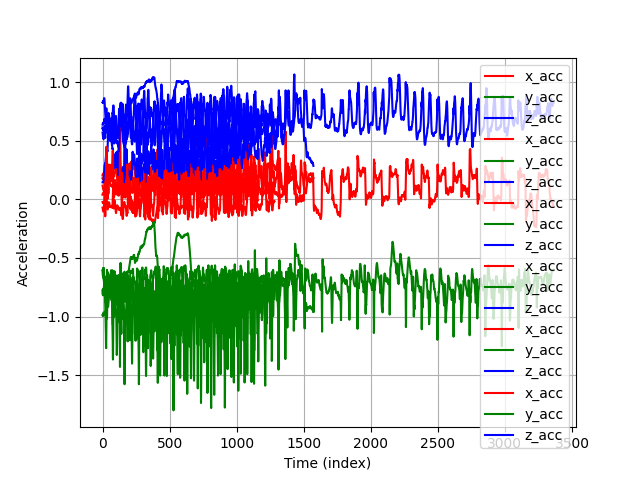 1.0
0.5
0.0
−0.5
−1.0
−1.5
Acceleration
0
500
1000
1500
2000
2500
3000
3500
Time (index)
x_acc
y_acc
z_acc
x_acc
y_acc
z_acc
x_acc
y_acc
z_acc
x_acc
y_acc
z_acc
x_acc
y_acc
z_acc
x_acc
y_acc
z_acc